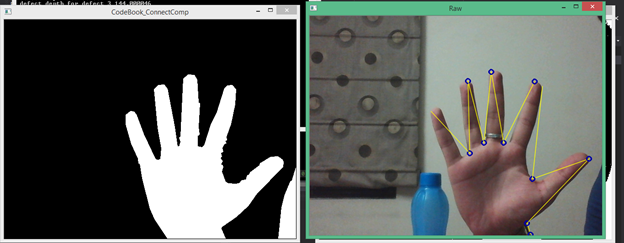 defect depth for defect 3 144.000046
CodeBook_ConnectComp
Raw